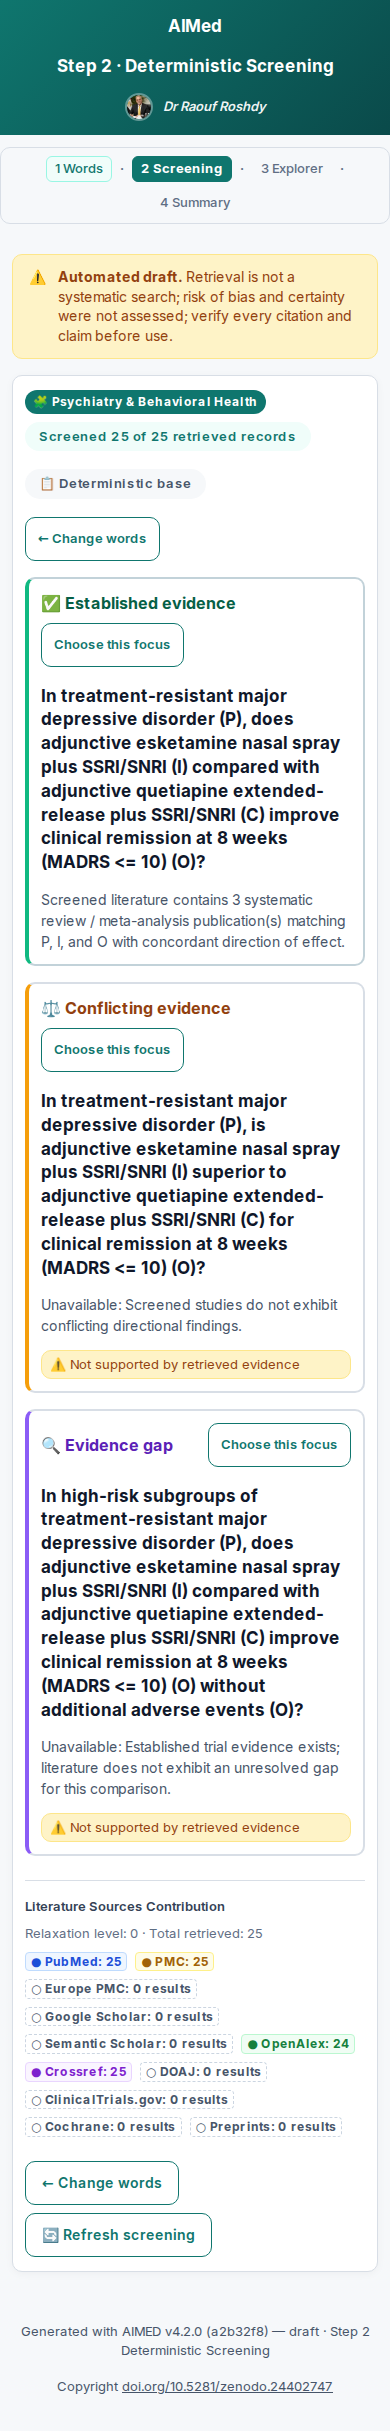 AIMed
Step 2 · Deterministic Screening
Dr Raouf Roshdy
1 Words · 2 Screening · 3 Explorer ·
4 Summary
⚠️ Automated draft. Retrieval is not a
systematic search; risk of bias and certainty
were not assessed; verify every citation and
claim before use.
🧩 Psychiatry & Behavioral Health
Screened 25 of 25 retrieved records
📋 Deterministic base
← Change words
✅ Established evidence
Choose this focus
In treatment-resistant major
depressive disorder (P), does
adjunctive esketamine nasal spray
plus SSRI/SNRI (I) compared with
adjunctive quetiapine extended-
release plus SSRI/SNRI (C) improve
clinical remission at 8 weeks
(MADRS <= 10) (O)?
Screened literature contains 3 systematic
review / meta-analysis publication(s) matching
P, I, and O with concordant direction of effect.
⚖️ Conflicting evidence
Choose this focus
In treatment-resistant major
depressive disorder (P), is
adjunctive esketamine nasal spray
plus SSRI/SNRI (I) superior to
adjunctive quetiapine extended-
release plus SSRI/SNRI (C) for
clinical remission at 8 weeks
(MADRS <= 10) (O)?
Unavailable: Screened studies do not exhibit
conflicting directional findings.
⚠️ Not supported by retrieved evidence
🔍 Evidence gap
Choose this focus
In high-risk subgroups of
treatment-resistant major
depressive disorder (P), does
adjunctive esketamine nasal spray
plus SSRI/SNRI (I) compared with
adjunctive quetiapine extended-
release plus SSRI/SNRI (C) improve
clinical remission at 8 weeks
(MADRS <= 10) (O) without
additional adverse events (O)?
Unavailable: Established trial evidence exists;
literature does not exhibit an unresolved gap
for this comparison.
⚠️ Not supported by retrieved evidence
Literature Sources Contribution
Relaxation level: 0 · Total retrieved: 25
● PubMed: 25 ● PMC: 25
○ Europe PMC: 0 results
○ Google Scholar: 0 results
○ Semantic Scholar: 0 results ● OpenAlex: 24
● Crossref: 25 ○ DOAJ: 0 results
○ ClinicalTrials.gov: 0 results
○ Cochrane: 0 results ○ Preprints: 0 results
← Change words
🔄 Refresh screening
Generated with AIMED v4.2.0 (a2b32f8) — draft · Step 2
Deterministic Screening
Copyright doi.org/10.5281/zenodo.24402747